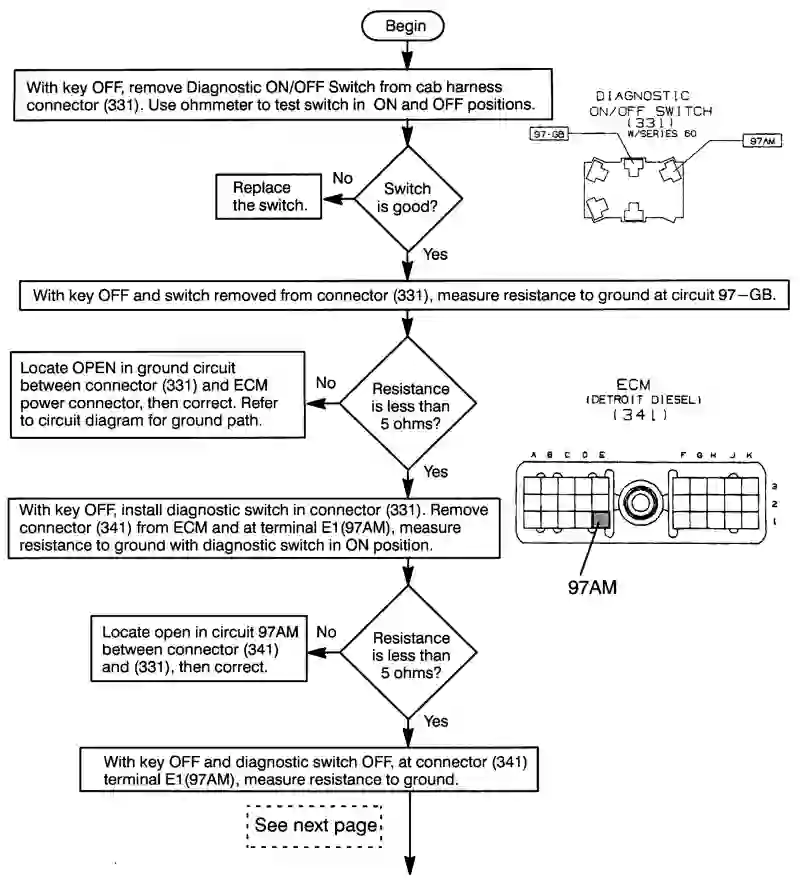 Begin
With key OFF, remove Diagnostic ON/OFF Switch from cab harness
connector (331). Use ohmmeter to test switch in ON and OFF positions.
DIAGNOSTIC
ON/OFF SWITCH
(331)
W/SERIES 60
97-GB
97AM
No
Replace
the switch.
Switch
is good?
Yes
With key OFF and switch removed from connector (331), measure resistance to ground at circuit 97-GB.
Locate OPEN in ground circuit
between connector (331) and ECM
power connector, then correct. Refer
to circuit diagram for ground path.
No
Resistance
is less than
5 ohms?
Yes
ECM
(DETROIT DIESEL)
(341)
A B C D E F G H J K
3
2
1
97AM
With key OFF, install diagnostic switch in connector (331). Remove
connector (341) from ECM and at terminal E1(97AM), measure
resistance to ground with diagnostic switch in ON position.
Locate open in circuit 97AM
between connector (341)
and (331), then correct.
No
Resistance
is less than
5 ohms?
Yes
With key OFF and diagnostic switch OFF, at connector (341)
terminal E1(97AM), measure resistance to ground.
See next page